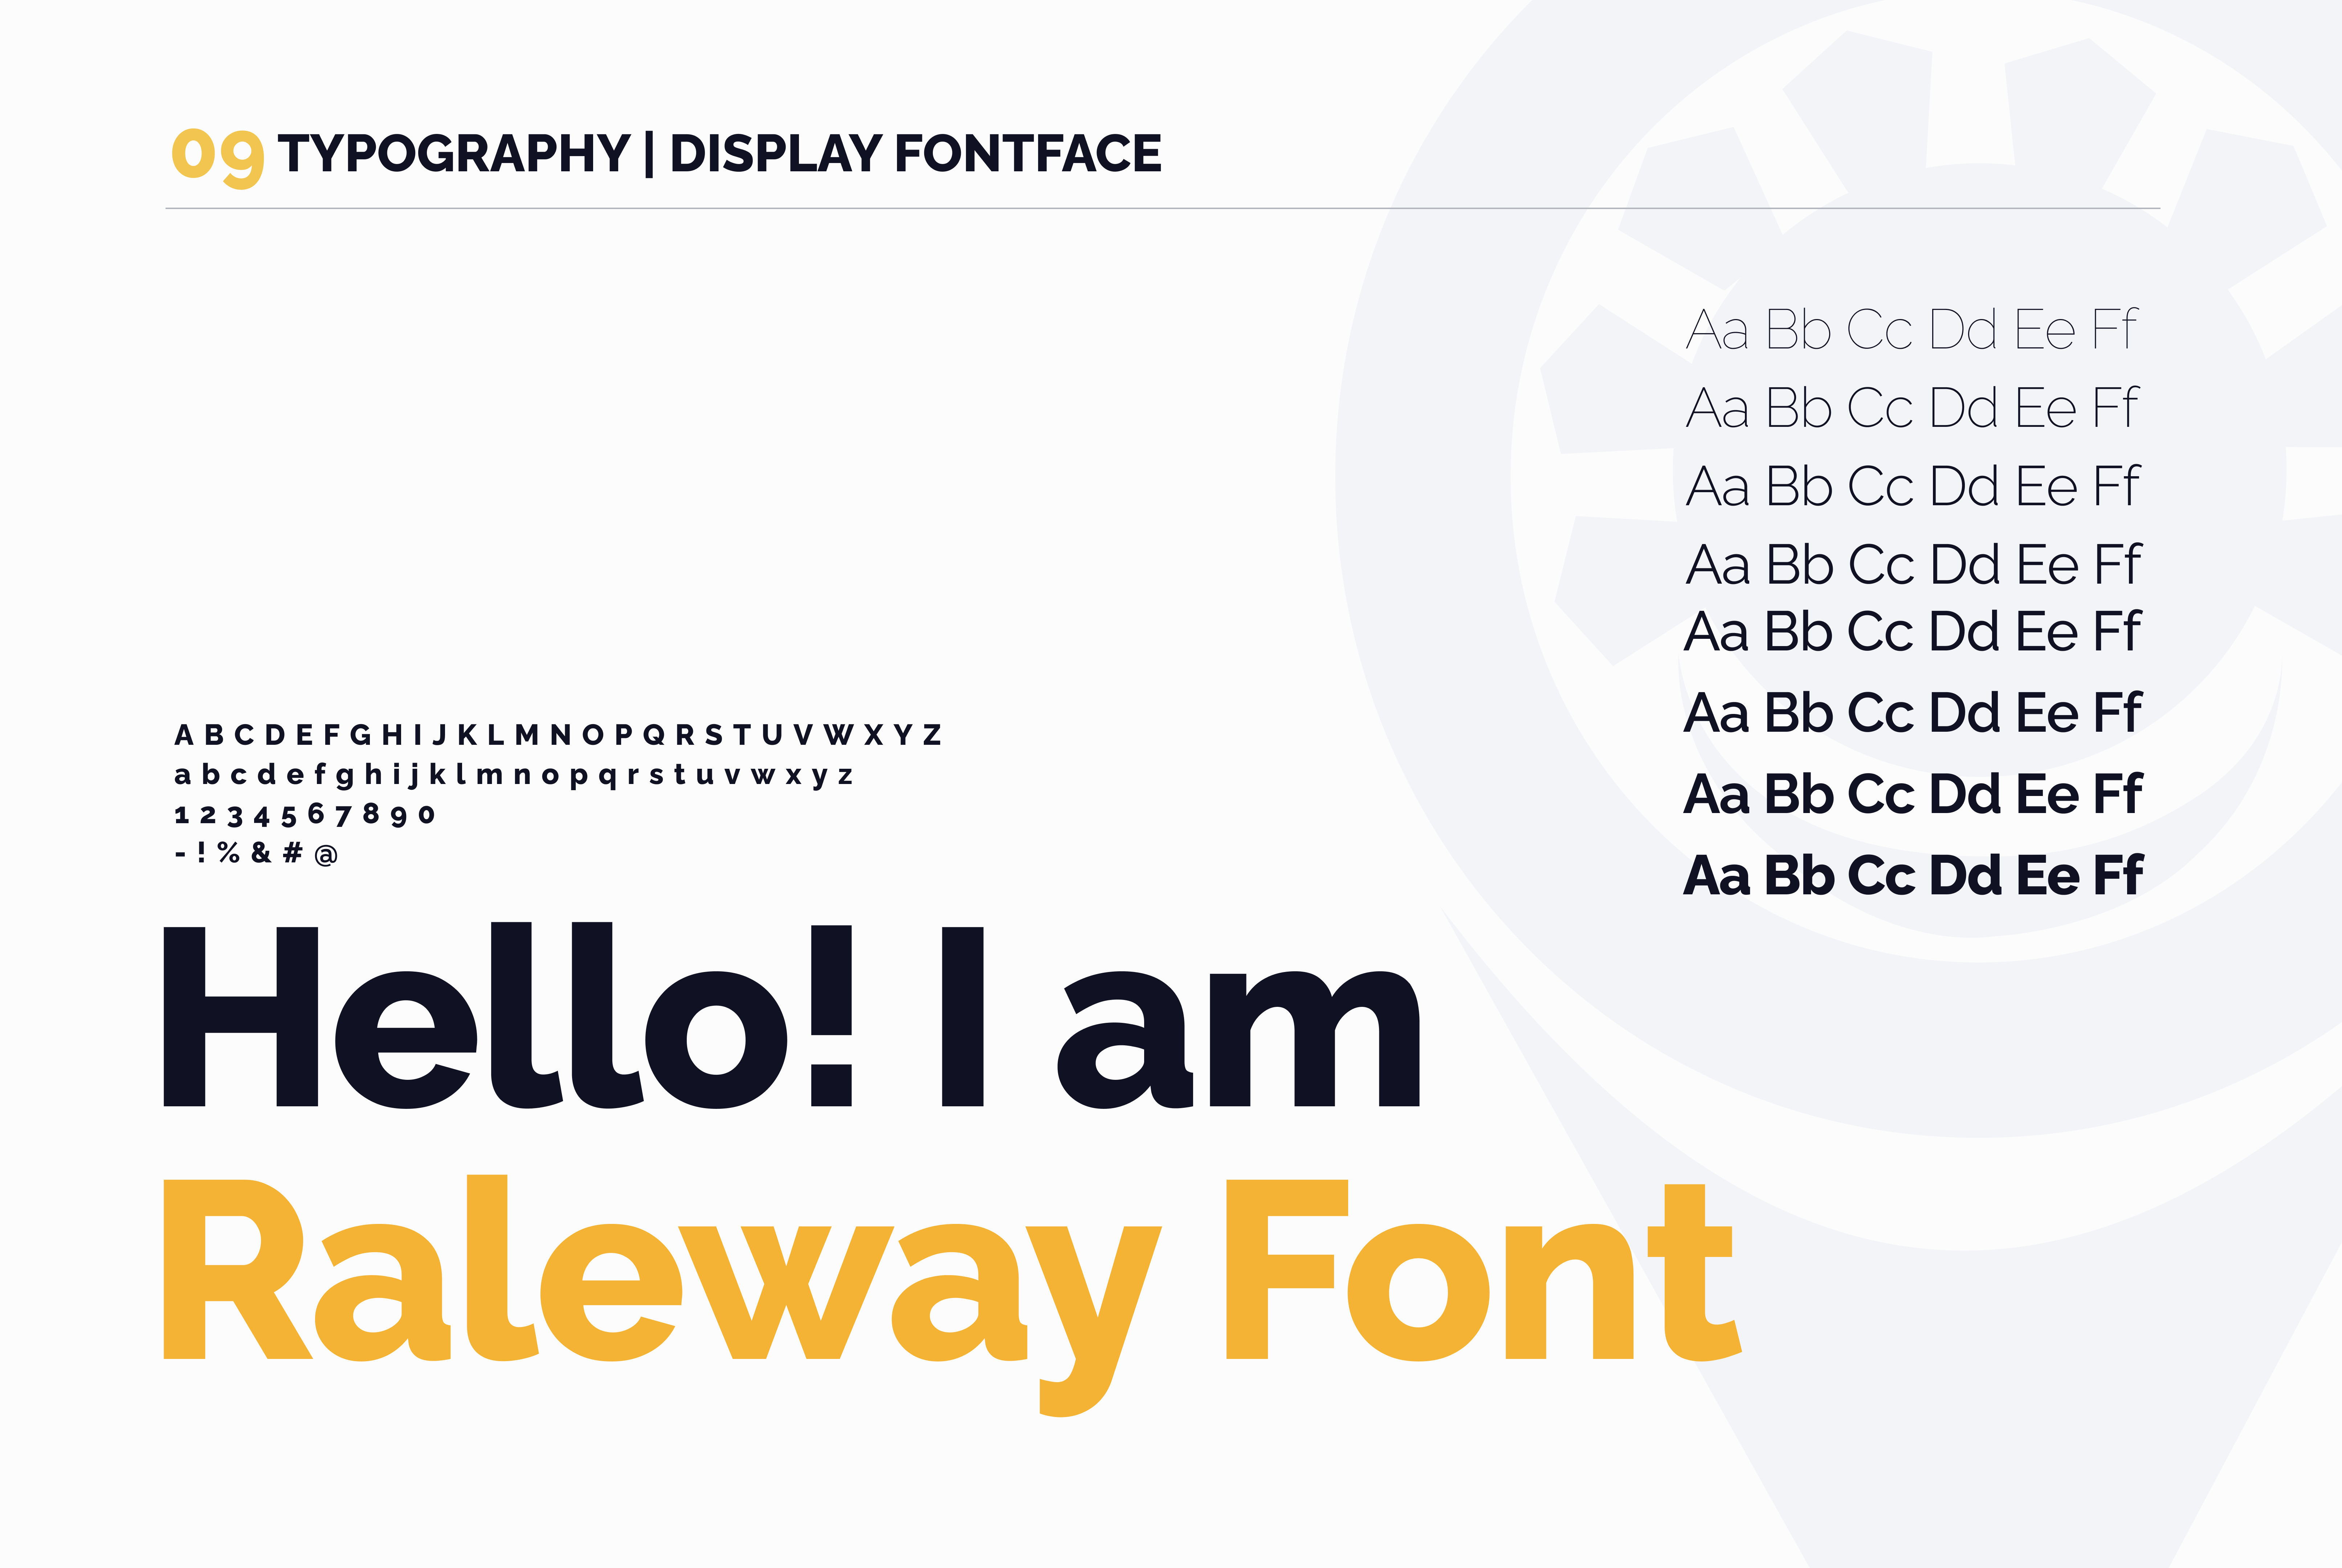 09 TYPOGRAPHY | DISPLAY FONTFACE
Aa Bb Cc Dd Ee Ff
Aa Bb Cc Dd Ee Ff
Aa Bb Cc Dd Ee Ff
Aa Bb Cc Dd Ee Ff
Aa Bb Cc Dd Ee Ff
Aa Bb Cc Dd Ee Ff
Aa Bb Cc Dd Ee Ff
Aa Bb Cc Dd Ee Ff
A B C D E F G H I J K L M N O P Q R S T U V W X Y Z
a b c d e f g h i j k l m n o p q r s t u v w x y z
1 2 3 4 5 6 7 8 9 0
- ! % & # @
Hello! I am
Raleway Font